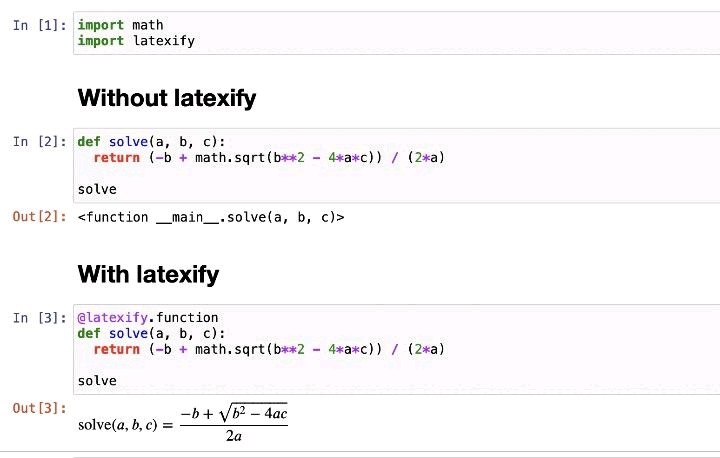 In [1]: import math
import latexify
Without latexify
In [2]: def solve(a, b, c):
return (-b + math.sqrt(b**2 - 4*a*c)) / (2*a)
solve
Out[2]: <function __main__.solve(a, b, c)>
With latexify
In [3]: @latexify.function
def solve(a, b, c):
return (-b + math.sqrt(b**2 - 4*a*c)) / (2*a)
solve
Out[3]: solve(a, b, c) = \frac{-b + \sqrt{b^2 - 4ac}}{2a}